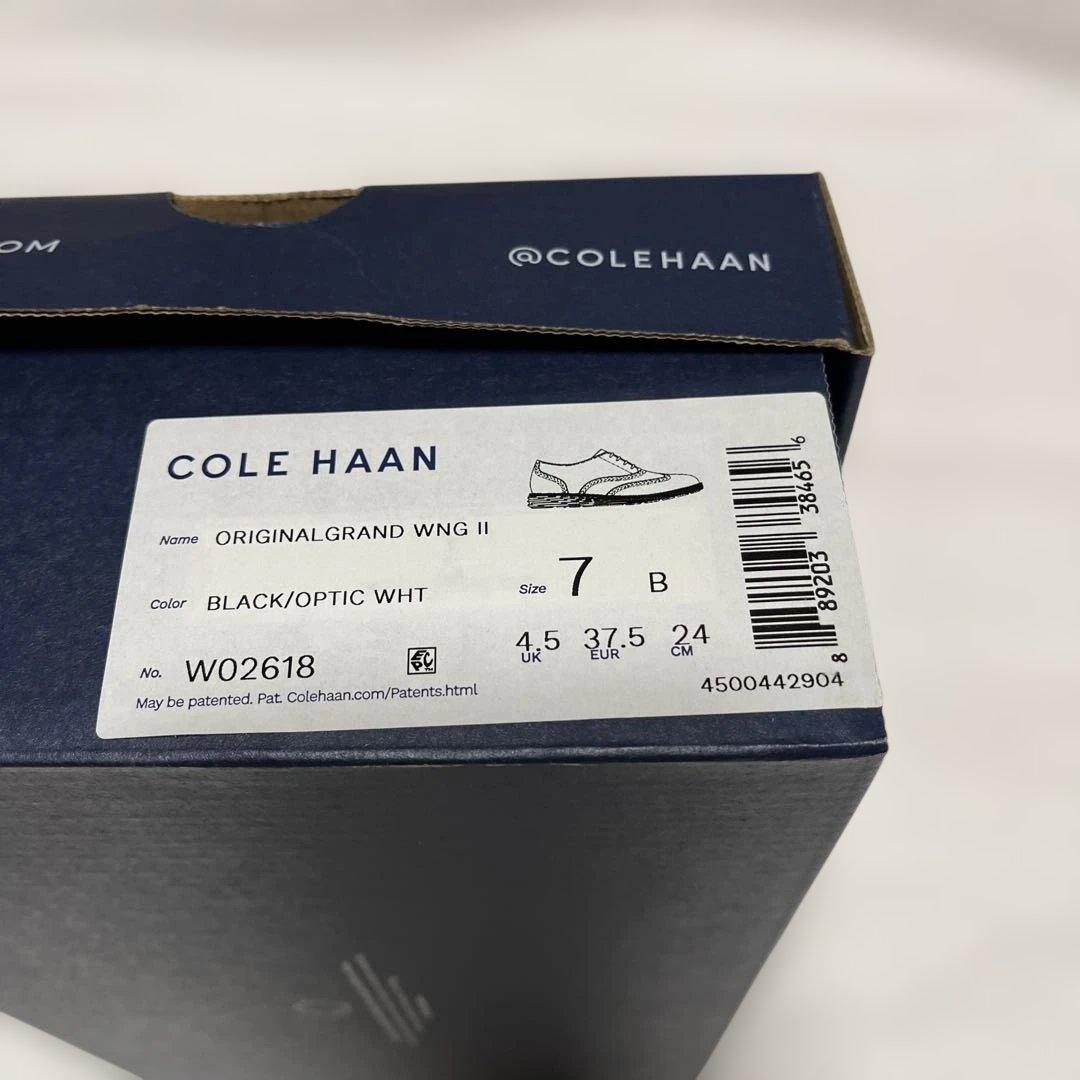 OM
@COLEHAAN
COLE HAAN
Name ORIGINALGRAND WNG II
Color BLACK/OPTIC WHT
Size 7 B
4.5 UK 37.5 EUR 24 CM
No. W02618
May be patented. Pat. Colehaan.com/Patents.html
8 89203 38465 6
4500442904